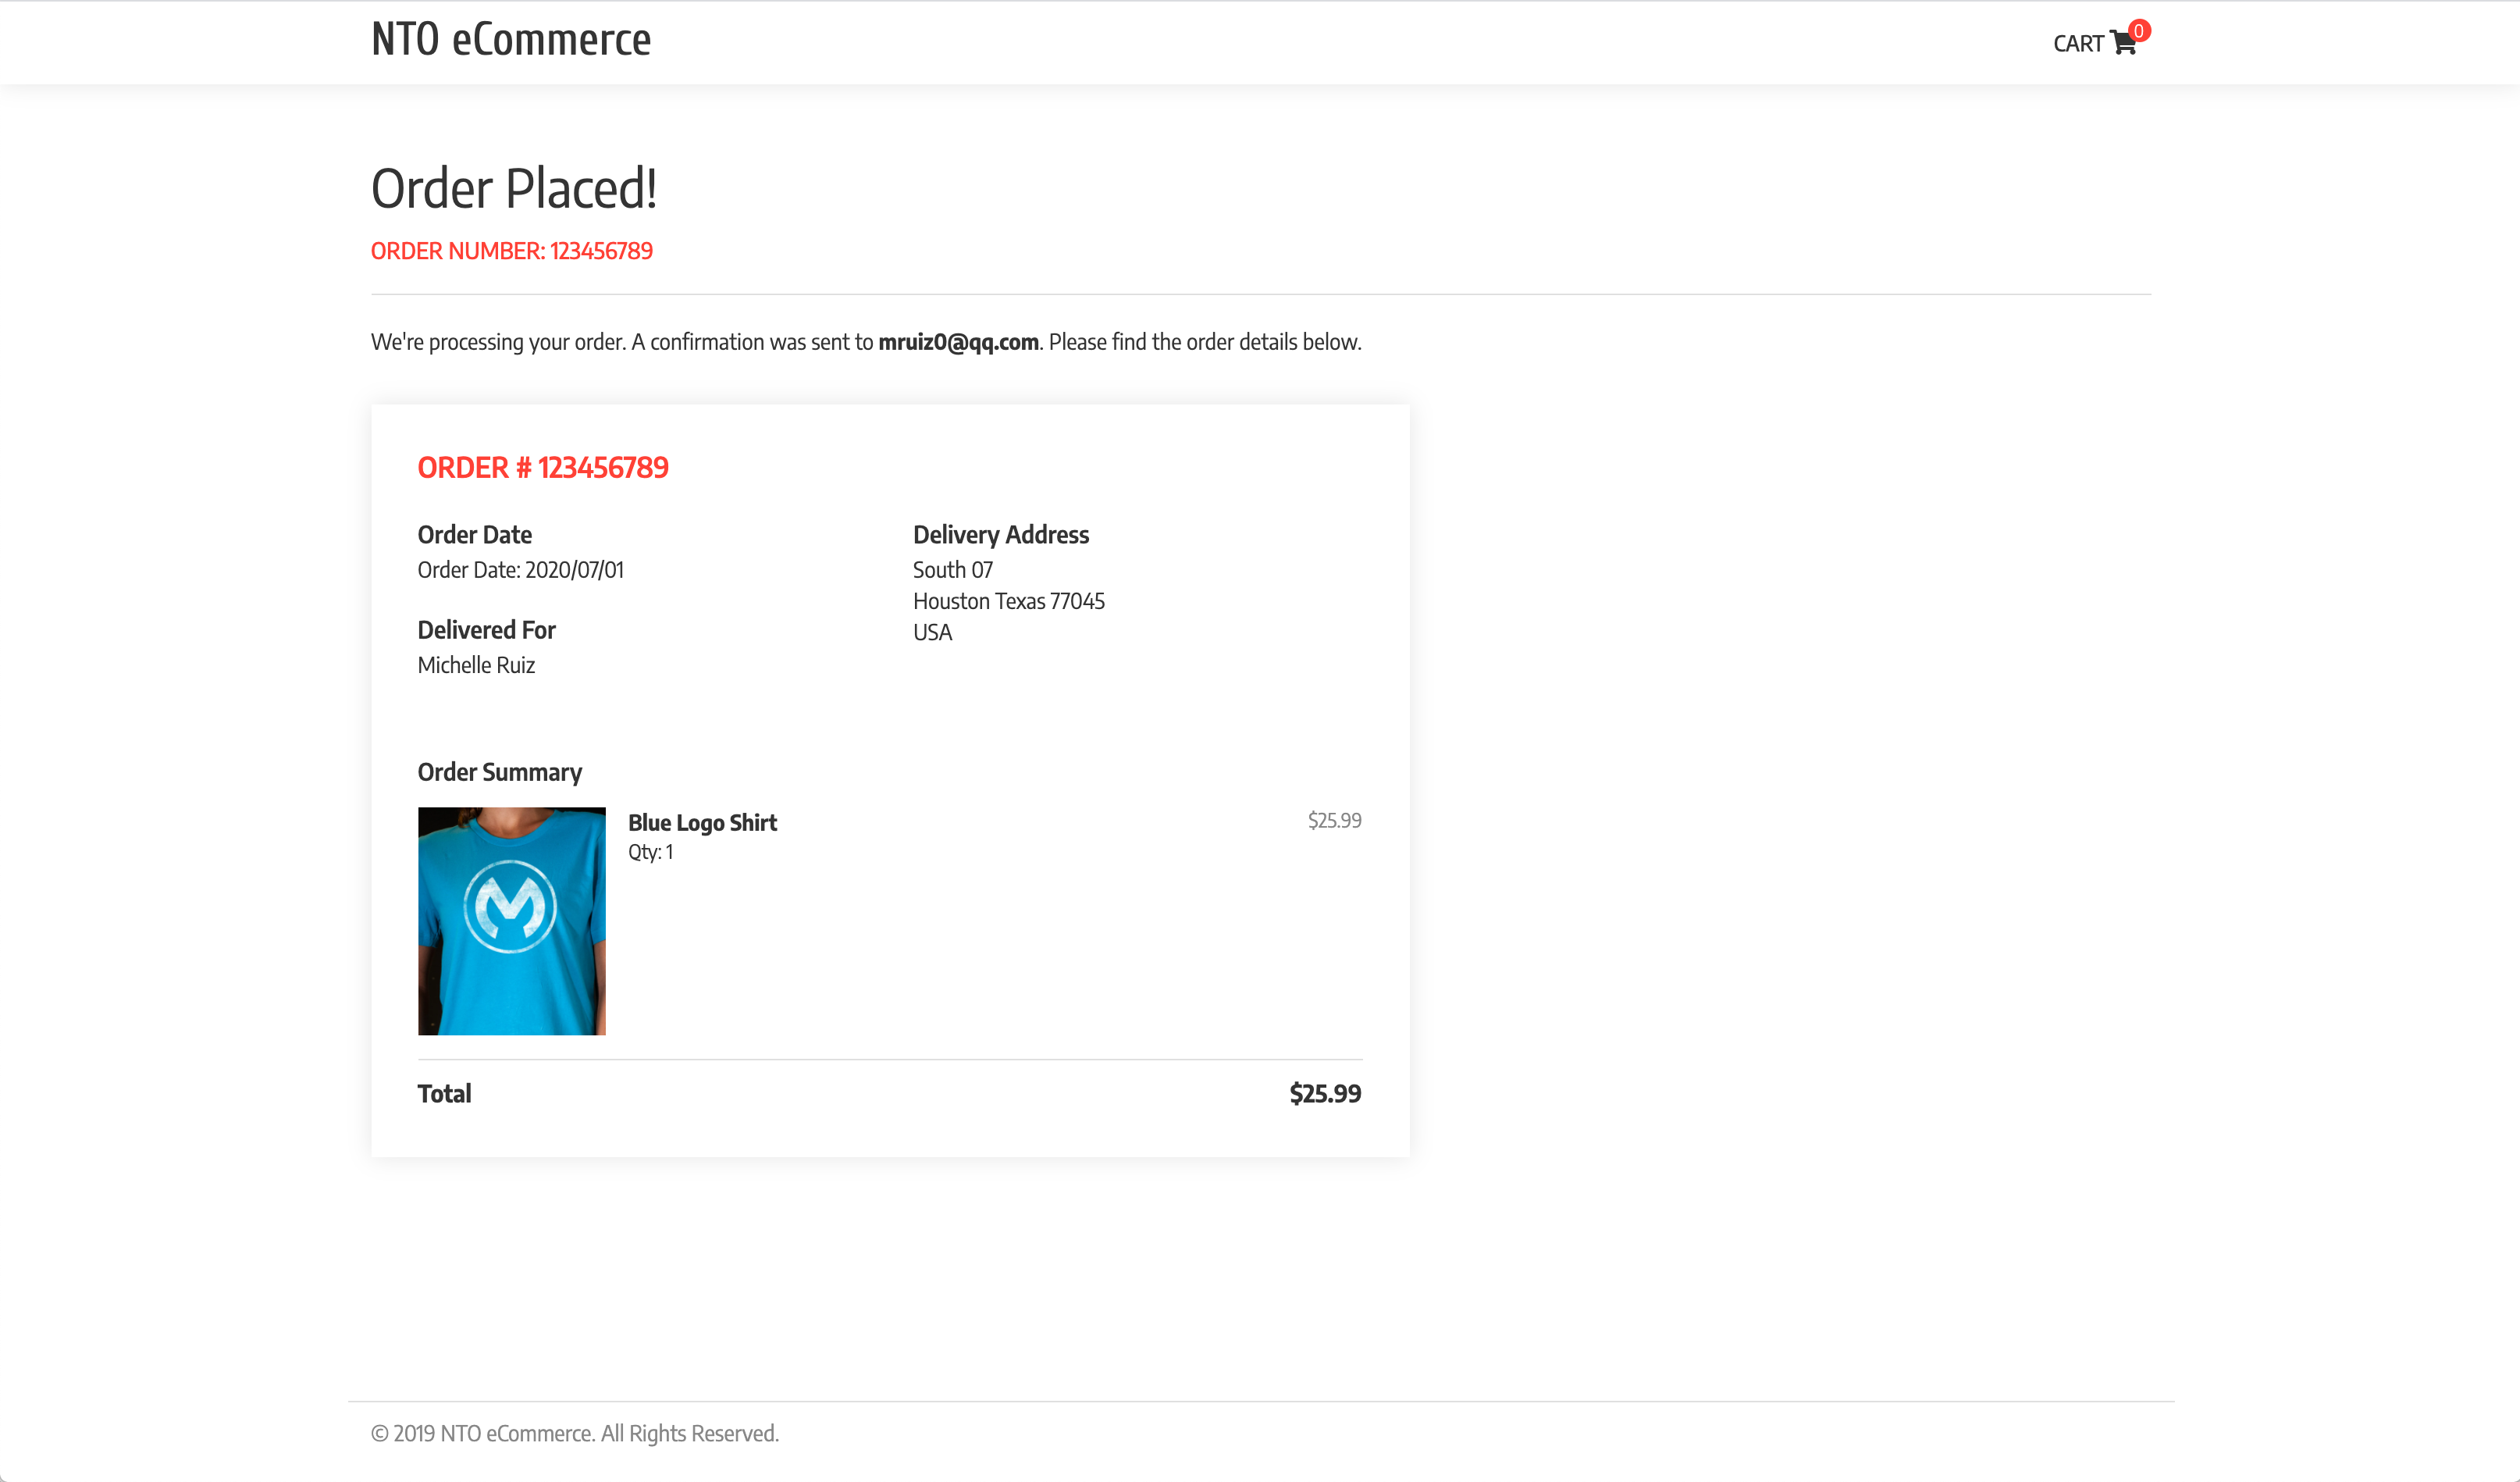 NTO eCommerce
CART 0
Order Placed!
ORDER NUMBER: 123456789
We're processing your order. A confirmation was sent to mruiz0@qq.com. Please find the order details below.
ORDER # 123456789
Order Date
Order Date: 2020/07/01
Delivered For
Michelle Ruiz
Delivery Address
South 07
Houston Texas 77045
USA
Order Summary
Blue Logo Shirt
$25.99
Qty: 1
Total
$25.99
© 2019 NTO eCommerce. All Rights Reserved.